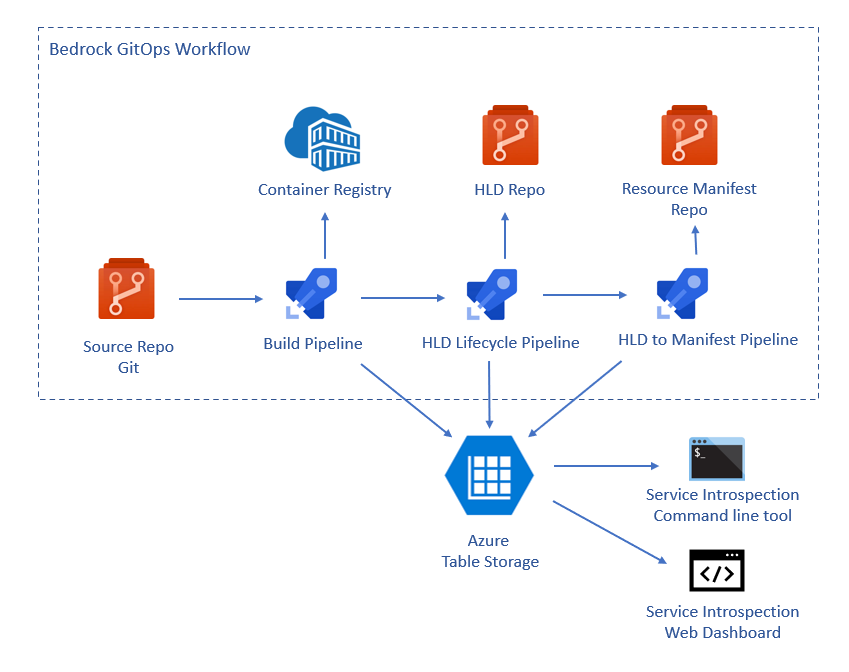 Bedrock GitOps Workflow
Container Registry
HLD Repo
Resource Manifest
Repo
Source Repo
Git
Build Pipeline
HLD Lifecycle Pipeline
HLD to Manifest Pipeline
$_
Service Introspection
Command line tool
Azure
Table Storage
</>
Service Introspection
Web Dashboard